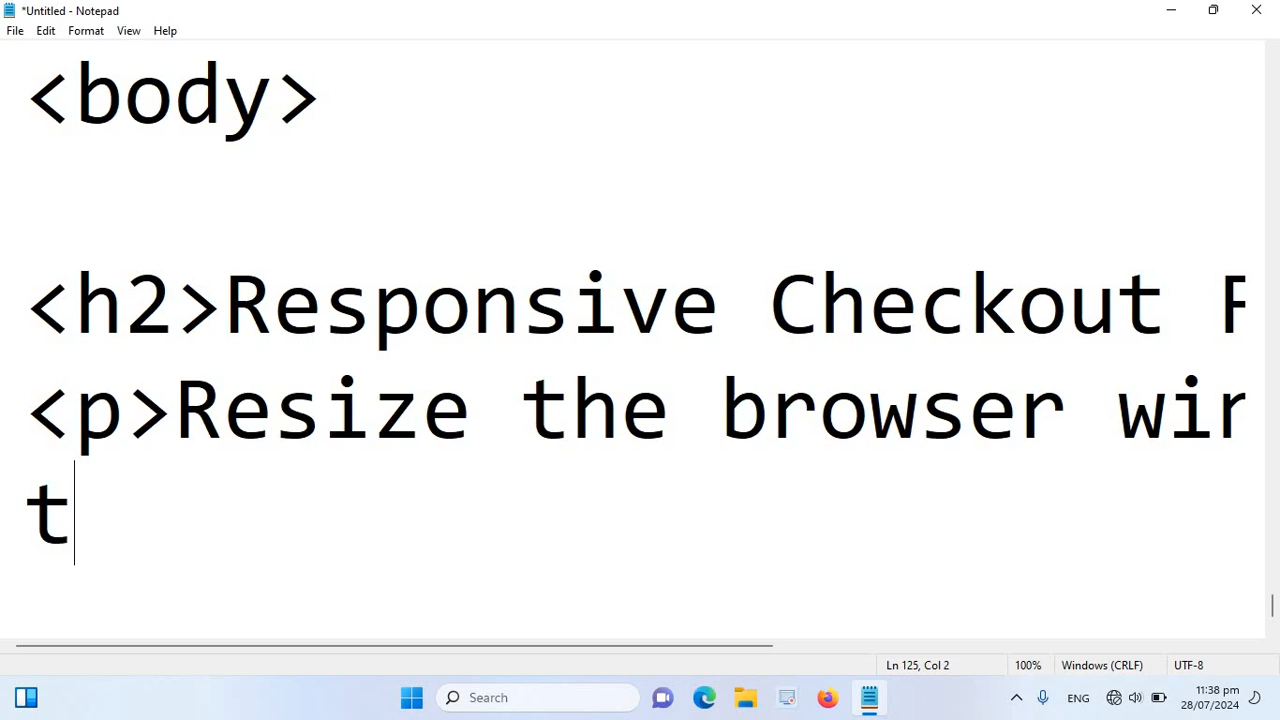 *Untitled - Notepad
File Edit Format View Help
<body>
<h2>Responsive Checkout F
<p>Resize the browser win
t
Ln 125, Col 2 100% Windows (CRLF) UTF-8
Search
ENG
11:38 pm
28/07/2024